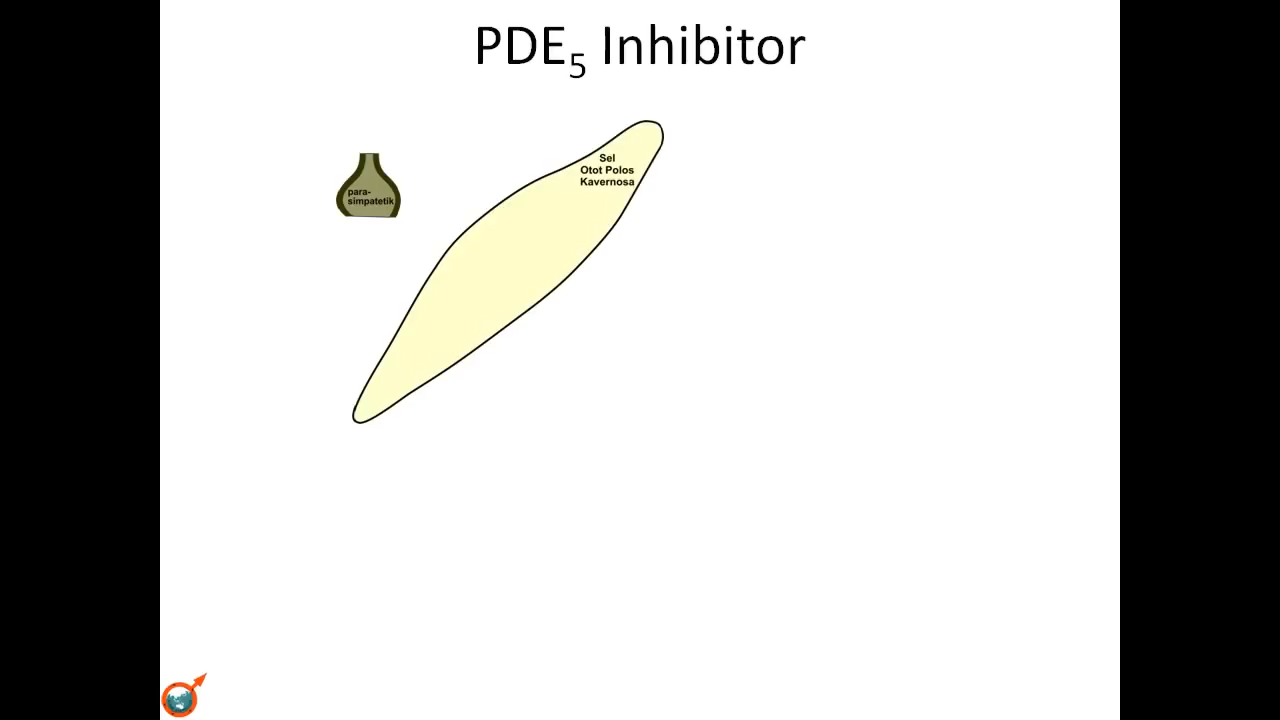 PDE5 Inhibitor
Sel
Otot Polos
Kavernosa
para-
simpatetik